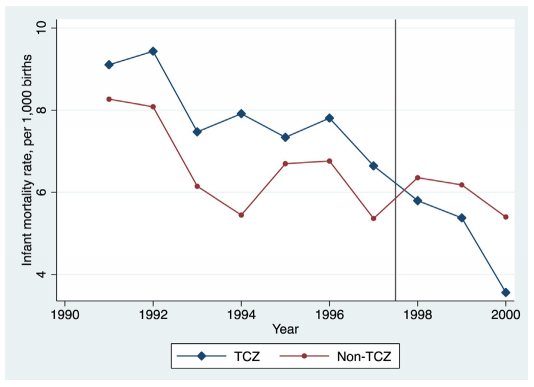 Infant mortality rate, per 1,000 births
10
8
6
4
1990 1992 1994 1996 1998 2000
Year
TCZ Non-TCZ